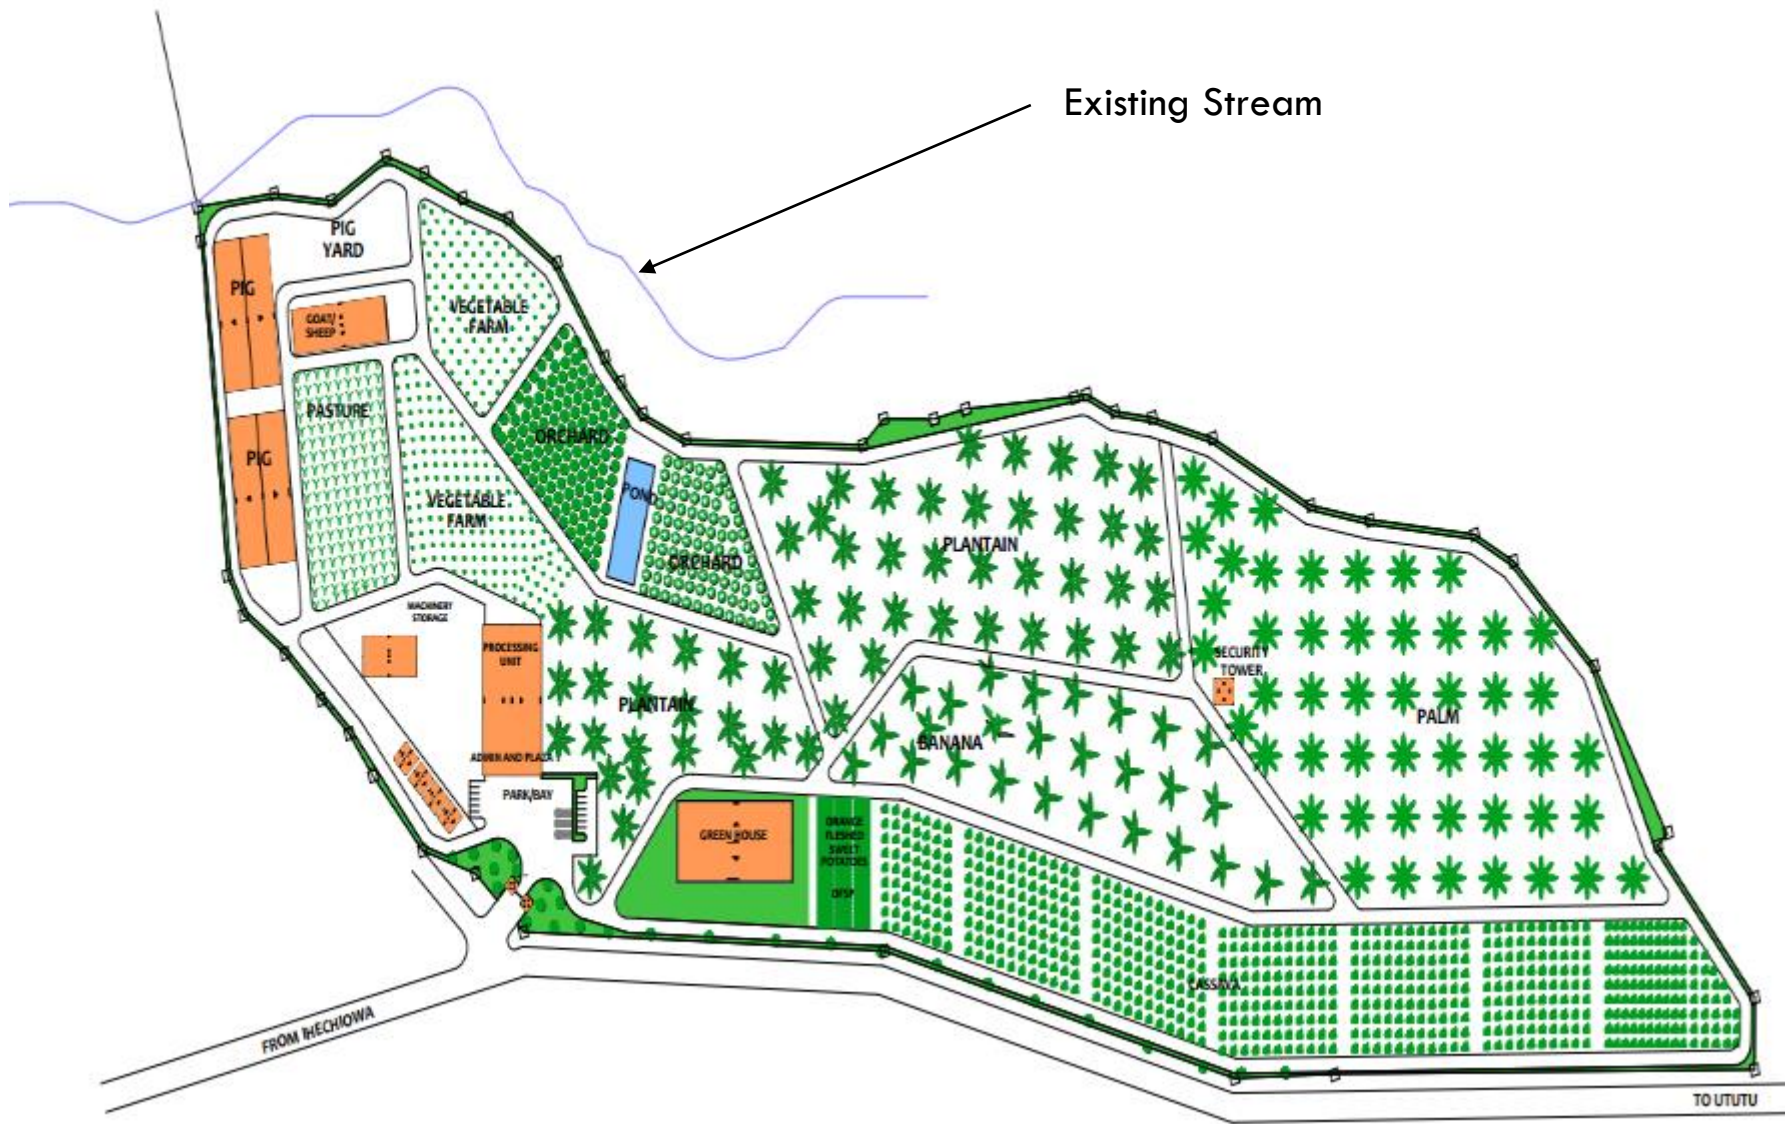 Existing Stream
PIG
YARD
PIG
GOAT/
SHEEP
VEGETABLE
FARM
PASTURE
ORCHARD
PIG
VEGETABLE
FARM
POND
ORCHARD
PLANTAIN
MACHINERY
STORAGE
PROCESSING
UNIT
SECURITY
TOWER
PLANTAIN
PALM
BANANA
ADMIN AND PLAZA
PARK/BAY
GREEN HOUSE
ORANGE
FLESHED
SWEET
POTATOES
OFSP
CASSAVA
FROM IHECHIOWA
TO UTUTU